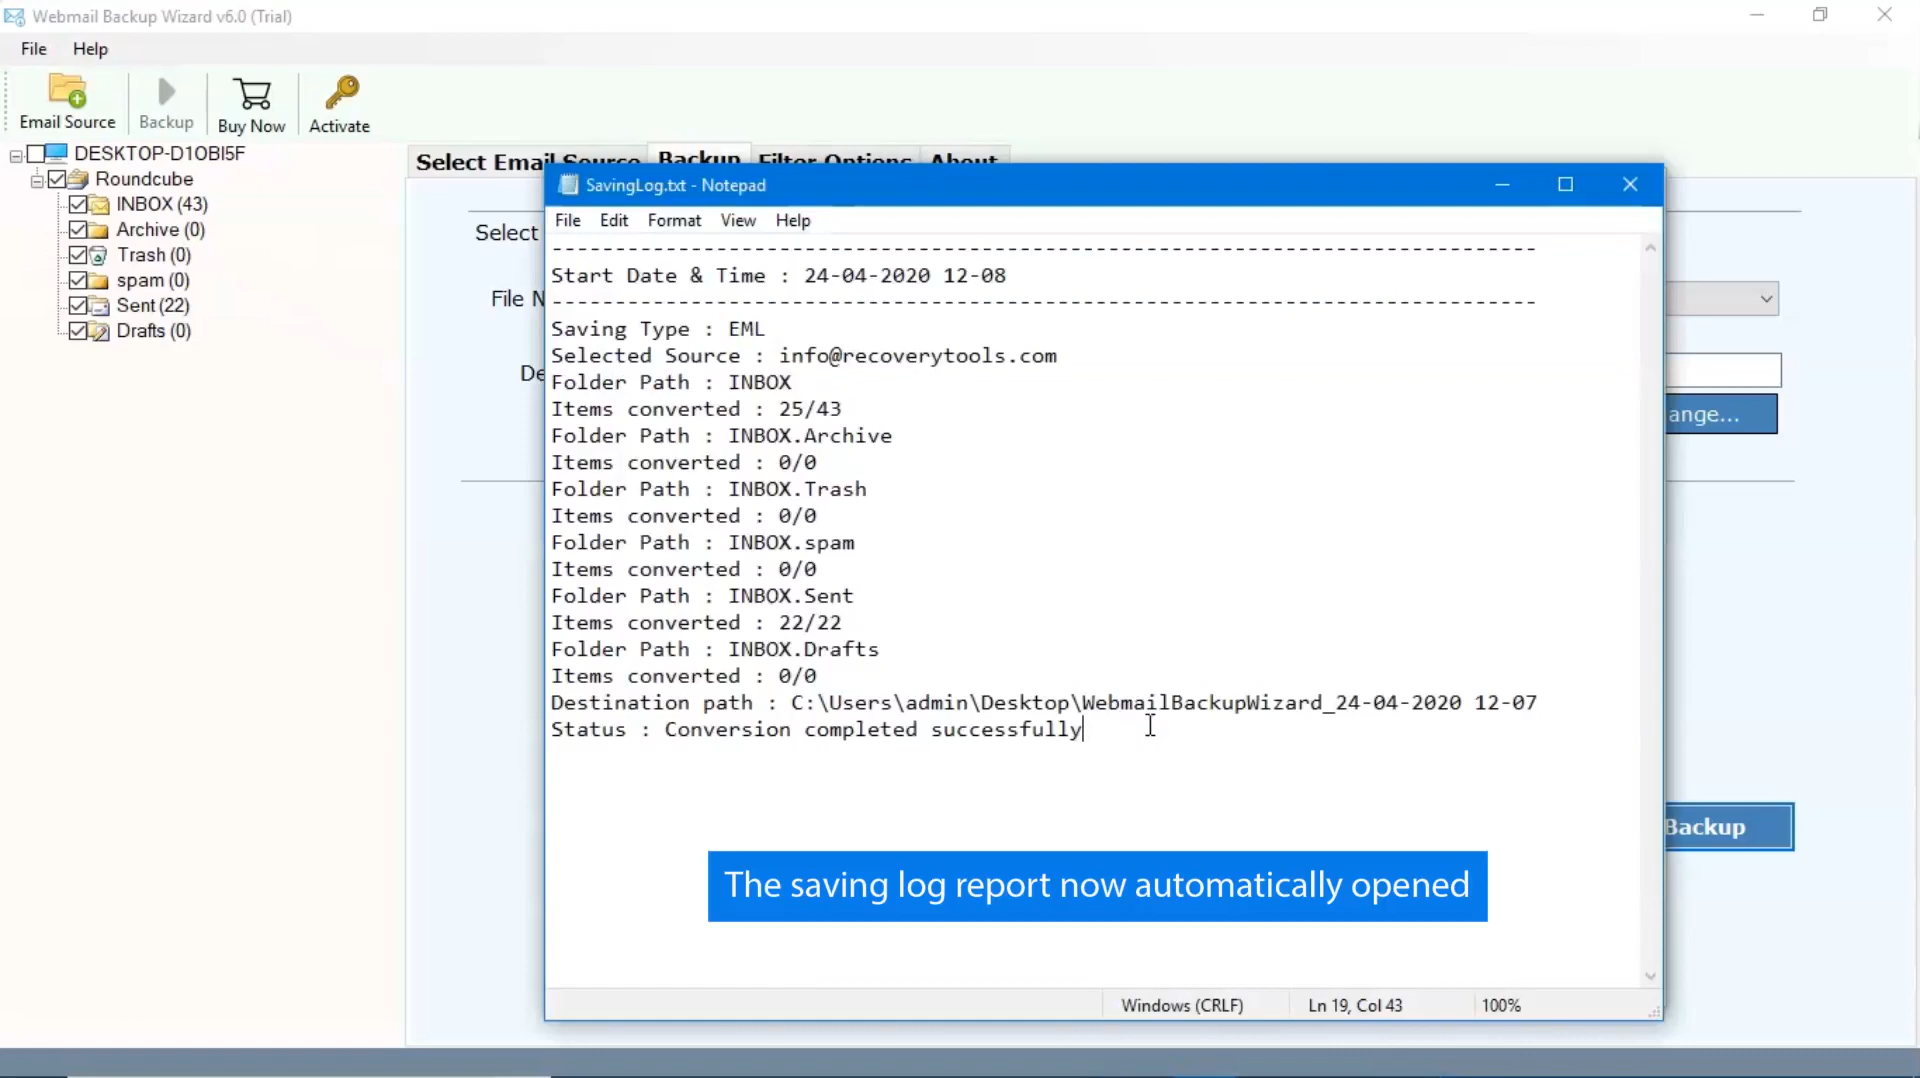 Webmail Backup Wizard v6.0 (Trial)
File Help
Email Source Backup Buy Now Activate
DESKTOP-D1OBI5F
Roundcube
INBOX (43)
Archive (0)
Trash (0)
spam (0)
Sent (22)
Drafts (0)
Select Email Source Backup Filter Options About
Select
File N
De
ange...
Backup
SavingLog.txt - Notepad
File Edit Format View Help
------------------------------------------------------------------------------
Start Date & Time : 24-04-2020 12-08
------------------------------------------------------------------------------
Saving Type : EML
Selected Source : info@recoverytools.com
Folder Path : INBOX
Items converted : 25/43
Folder Path : INBOX.Archive
Items converted : 0/0
Folder Path : INBOX.Trash
Items converted : 0/0
Folder Path : INBOX.spam
Items converted : 0/0
Folder Path : INBOX.Sent
Items converted : 22/22
Folder Path : INBOX.Drafts
Items converted : 0/0
Destination path : C:\Users\admin\Desktop\WebmailBackupWizard_24-04-2020 12-07
Status : Conversion completed successfully
The saving log report now automatically opened
Windows (CRLF) Ln 19, Col 43 100%